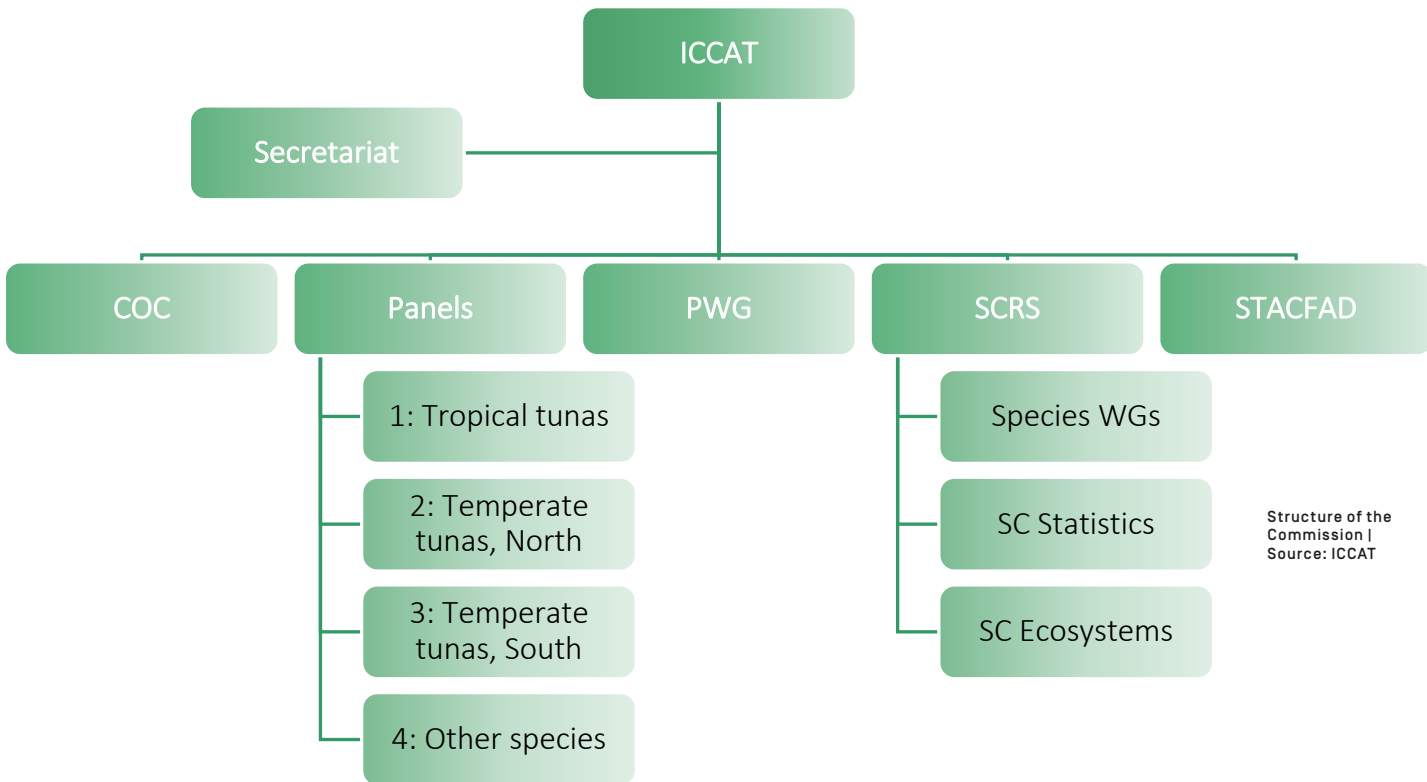 ICCAT
Secretariat
COC
Panels
PWG
SCRS
STACFAD
1: Tropical tunas
2: Temperate
tunas, North
3: Temperate
tunas, South
4: Other species
Species WGs
SC Statistics
SC Ecosystems
Structure of the
Commission |
Source: ICCAT